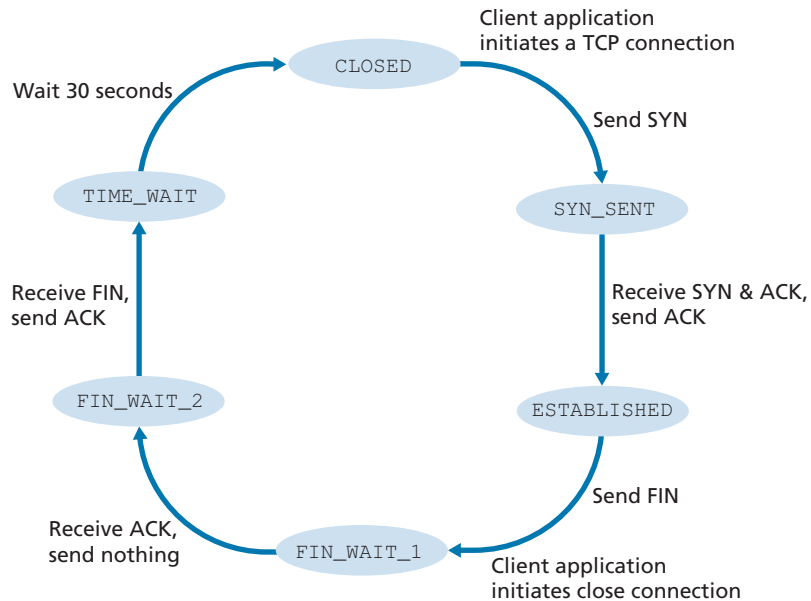 Client application
initiates a TCP connection
CLOSED
Wait 30 seconds
Send SYN
TIME_WAIT
SYN_SENT
Receive FIN,
send ACK
Receive SYN & ACK,
send ACK
FIN_WAIT_2
ESTABLISHED
Send FIN
Receive ACK,
send nothing
FIN_WAIT_1
Client application
initiates close connection